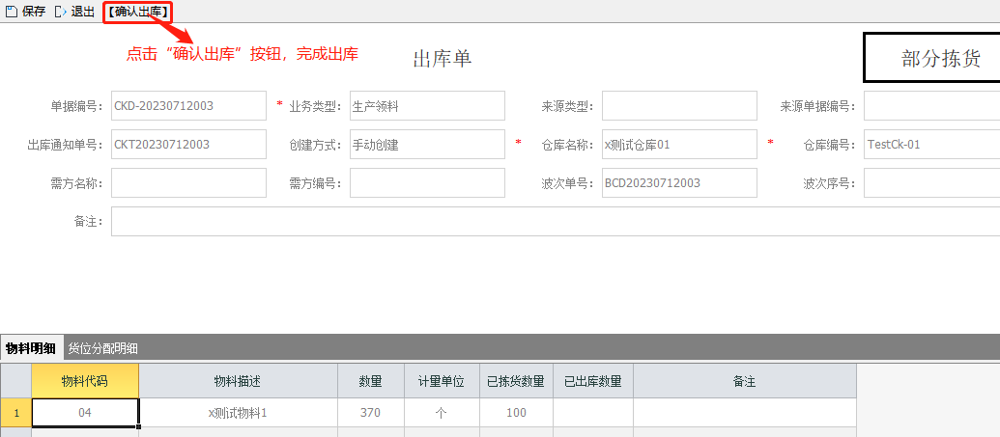 保存 退出 【确认出库】
点击“确认出库”按钮，完成出库
出库单
部分拣货
单据编号： CKD-20230712003 * 业务类型： 生产领料 来源类型： 来源单据编号：
出库通知单号： CKT20230712003 创建方式： 手动创建 * 仓库名称： x测试仓库01 * 仓库编号： TestCk-01
需方名称： 需方编号： 波次单号： BCD20230712003 波次序号：
备注：
物料明细 货位分配明细
物料代码 物料描述 数量 计量单位 已拣货数量 已出库数量 备注
1 04 x测试物料1 370 个 100